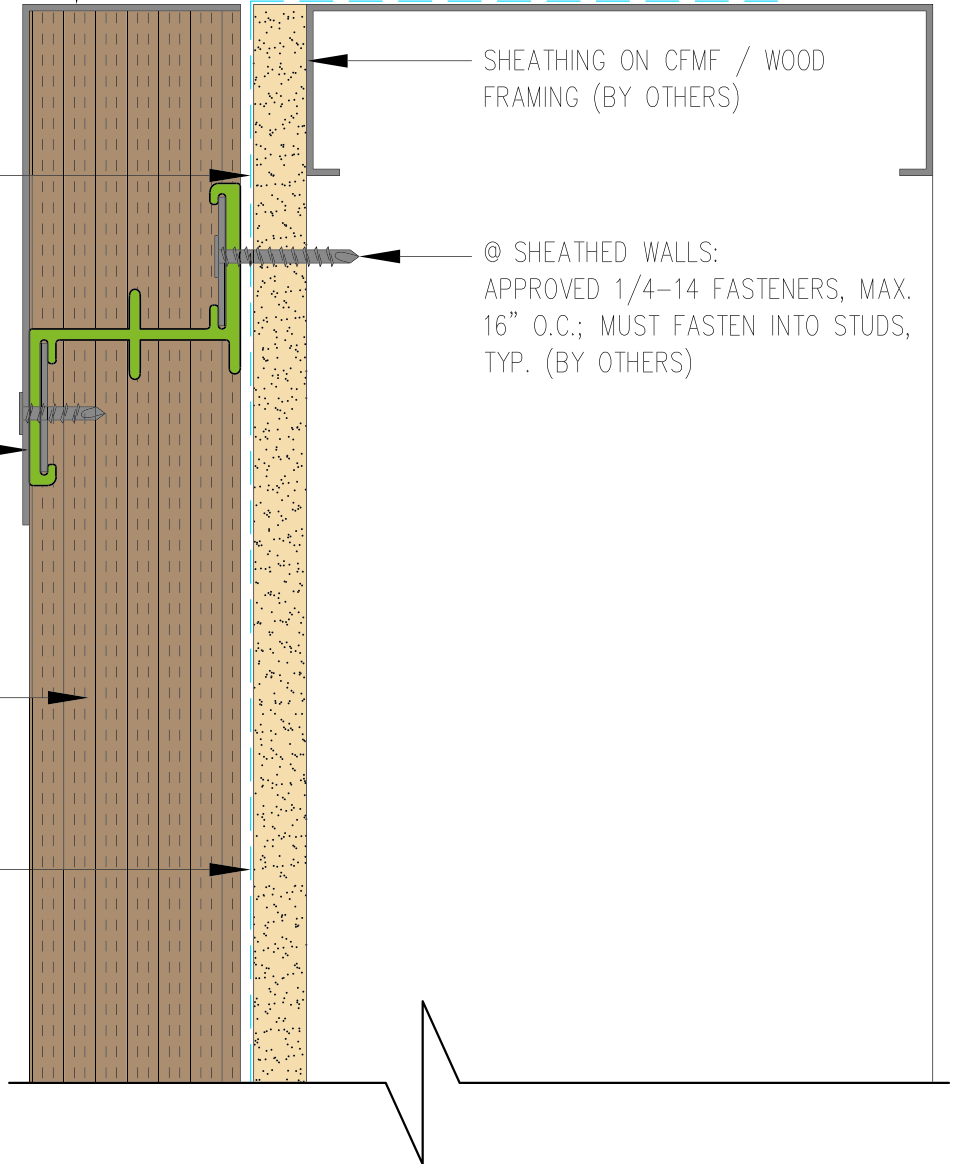 SHEATHING ON CFMF / WOOD
FRAMING (BY OTHERS)
@ SHEATHED WALLS:
APPROVED 1/4–14 FASTENERS, MAX.
16" O.C.; MUST FASTEN INTO STUDS,
TYP. (BY OTHERS)